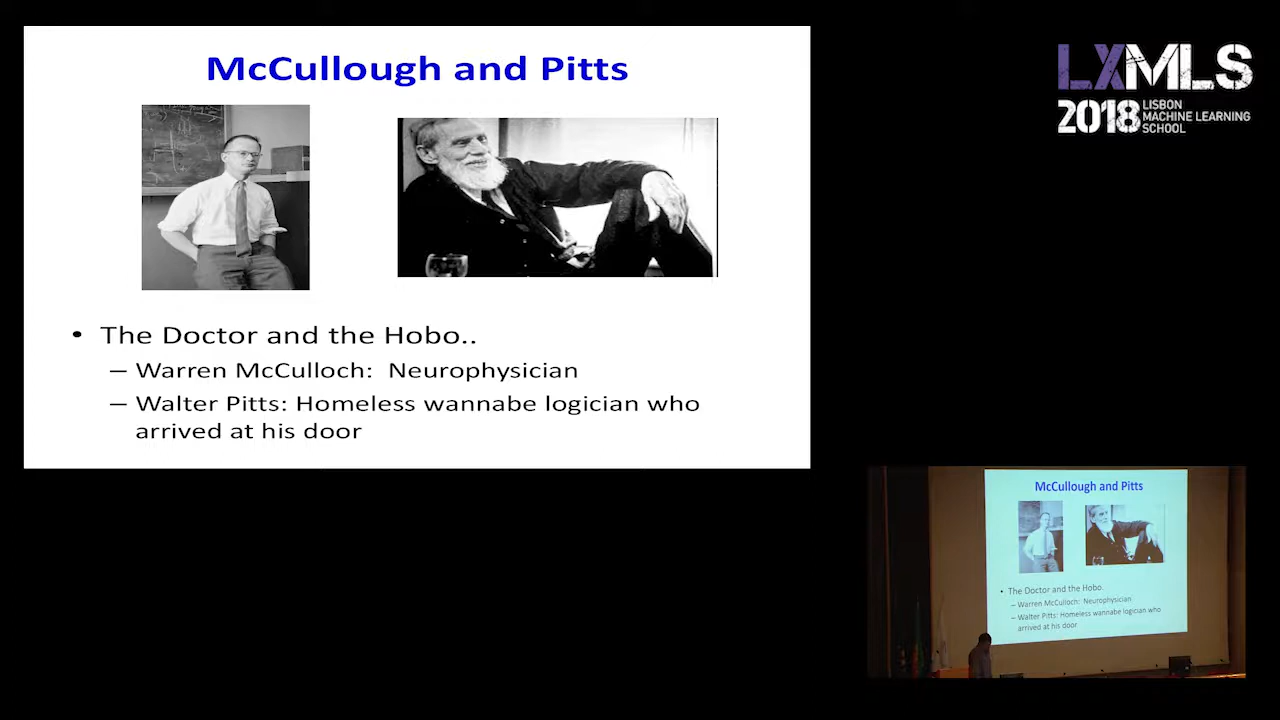 McCullough and Pitts
• The Doctor and the Hobo..
– Warren McCulloch: Neurophysician
– Walter Pitts: Homeless wannabe logician who
arrived at his door
LXMLS
2018 LISBON
MACHINE LEARNING
SCHOOL
McCullough and Pitts
• The Doctor and the Hobo
– Warren McCulloch: Neurophysician
– Walter Pitts: Homeless wannabe logician who
arrived at his door